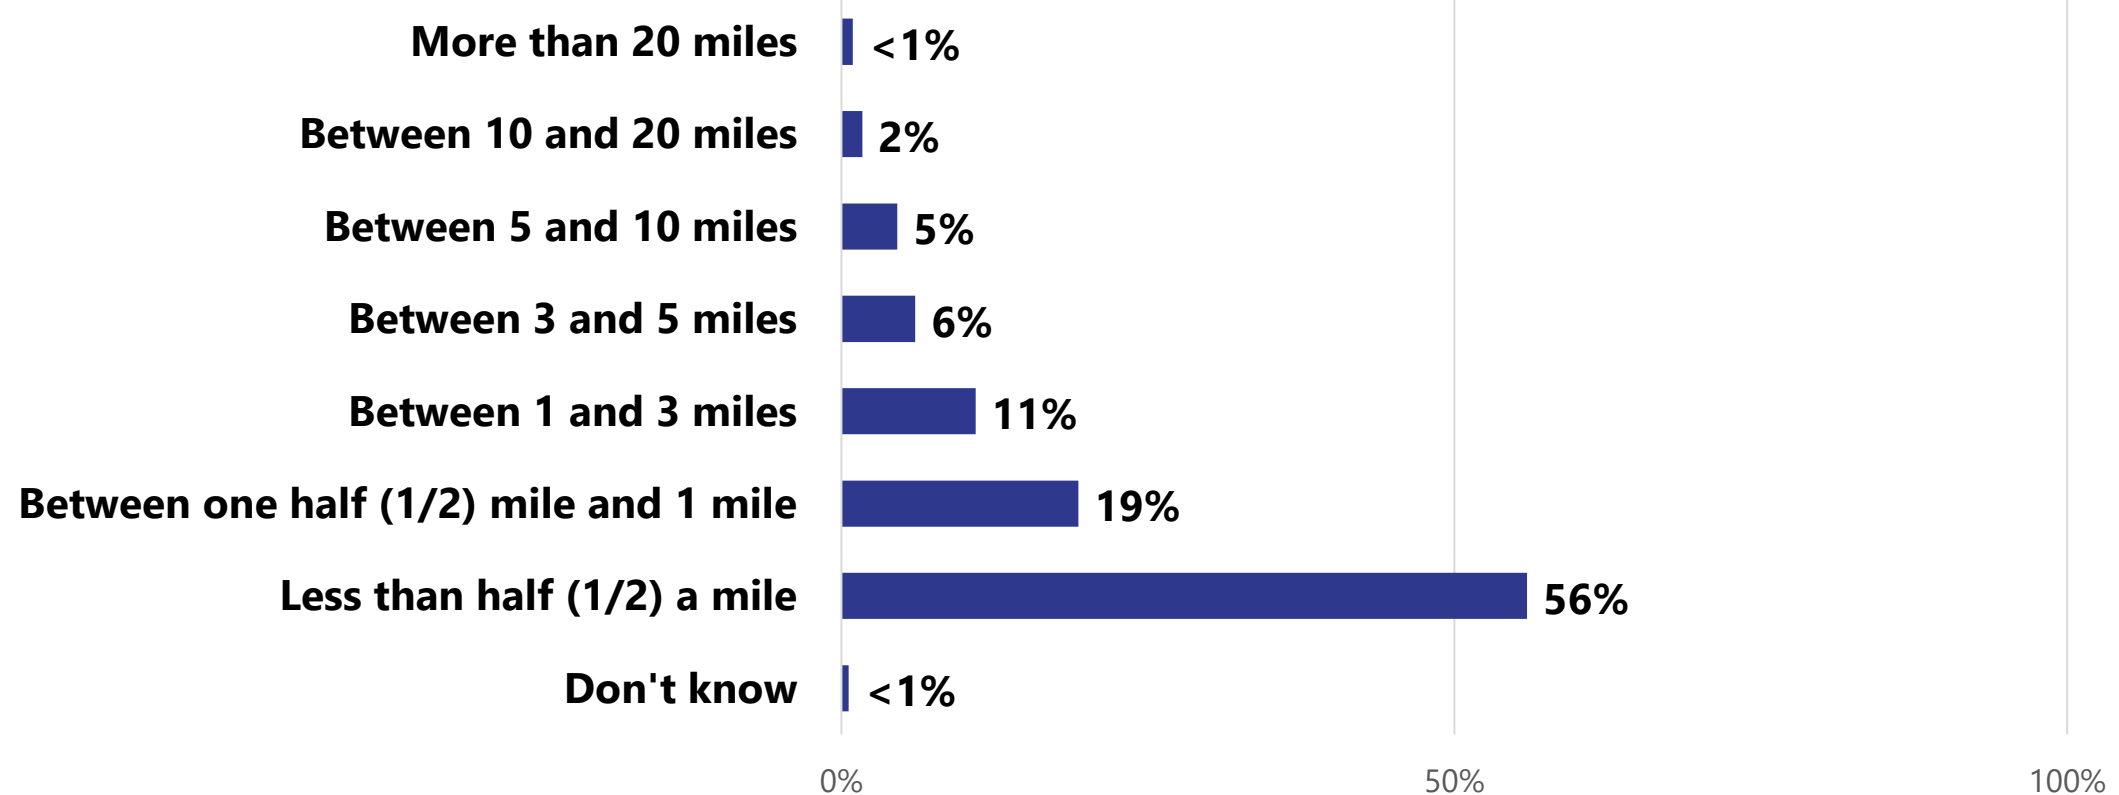 More than 20 miles <1%
Between 10 and 20 miles 2%
Between 5 and 10 miles 5%
Between 3 and 5 miles 6%
Between 1 and 3 miles 11%
Between one half (1/2) mile and 1 mile 19%
Less than half (1/2) a mile 56%
Don't know <1%
0% 50% 100%